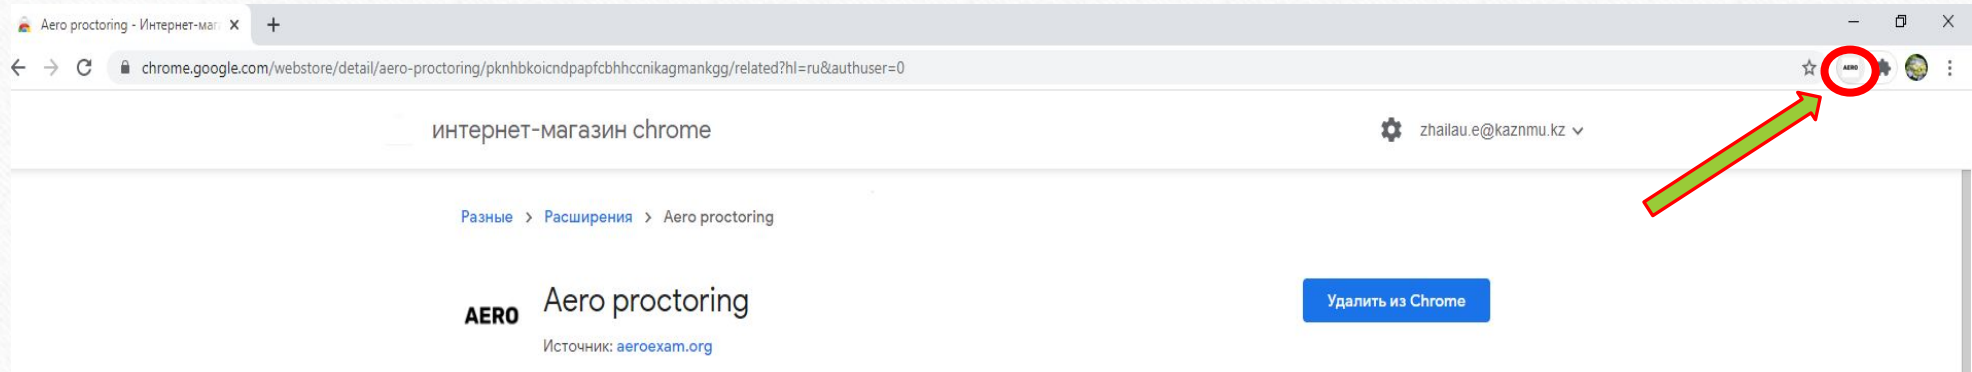 Aero proctoring - Интернет-маг
chrome.google.com/webstore/detail/aero-proctoring/pknhbkoicndpapfcbhhccnikagmankgg/related?hl=ru&authuser=0
AERO
интернет-магазин chrome
zhailau.e@kaznmu.kz
Разные > Расширения > Aero proctoring
AERO
Aero proctoring
Удалить из Chrome
Источник: aeroexam.org